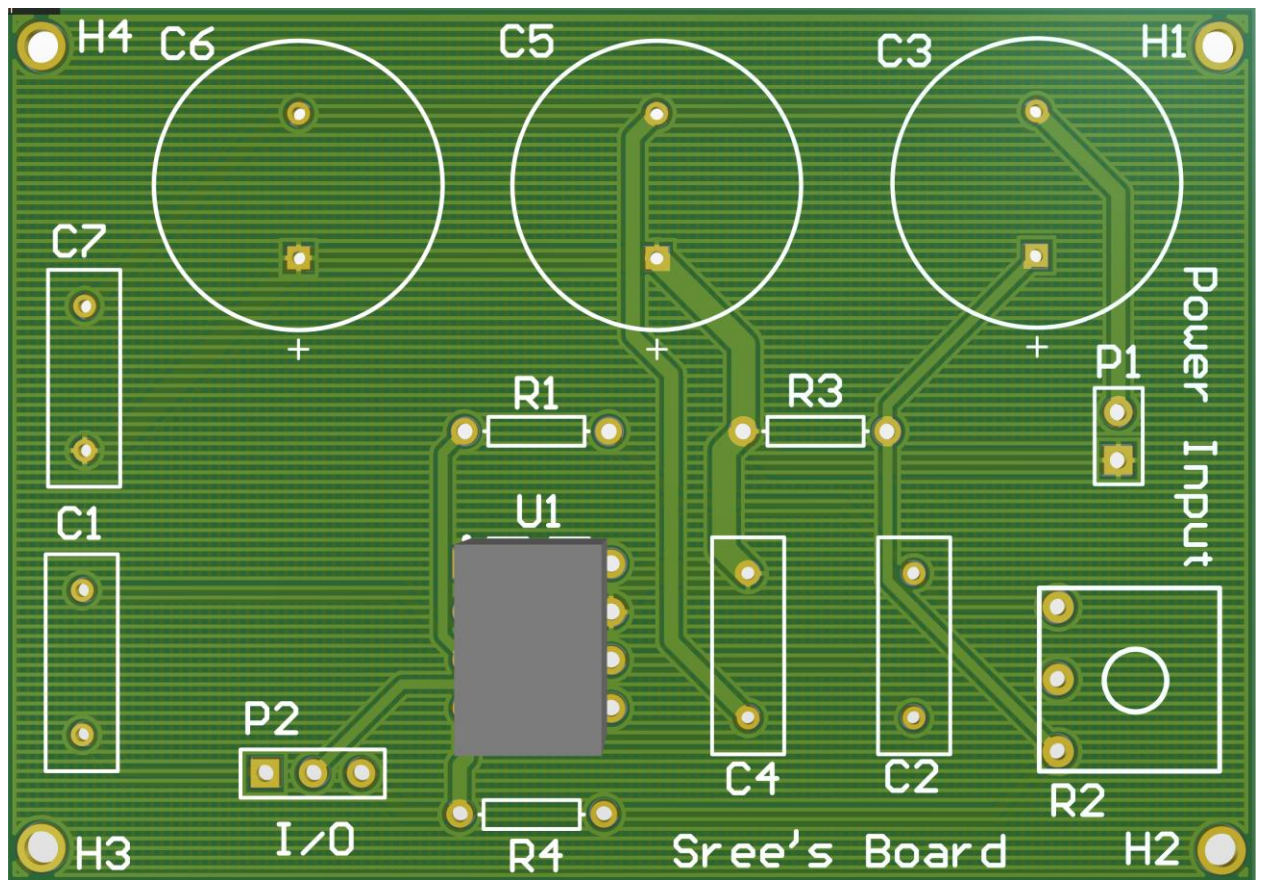 H4
C6
C5
C3
H1
C7
+
+
+
P1
Power Input
R1
R3
C1
U1
P2
I/O
C4
C2
R2
R4
H3
Sree's Board
H2